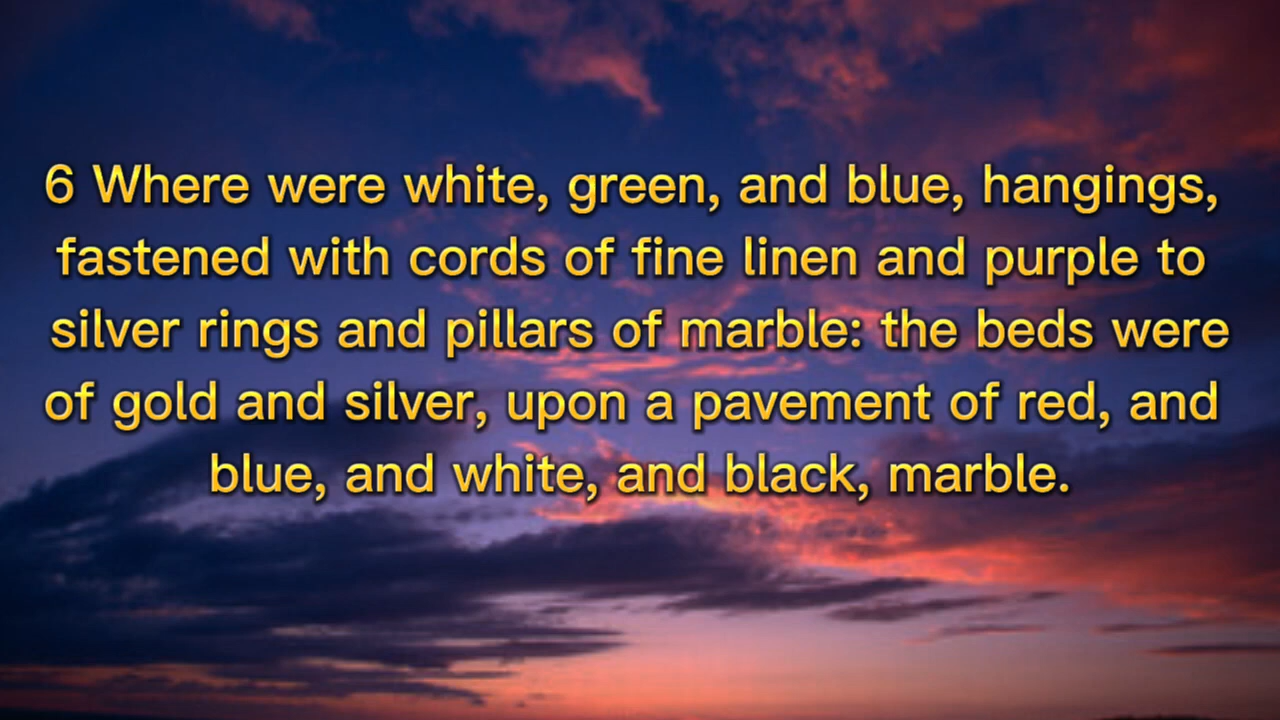 6 Where were white, green, and blue, hangings,
fastened with cords of fine linen and purple to
silver rings and pillars of marble: the beds were
of gold and silver, upon a pavement of red, and
blue, and white, and black, marble.